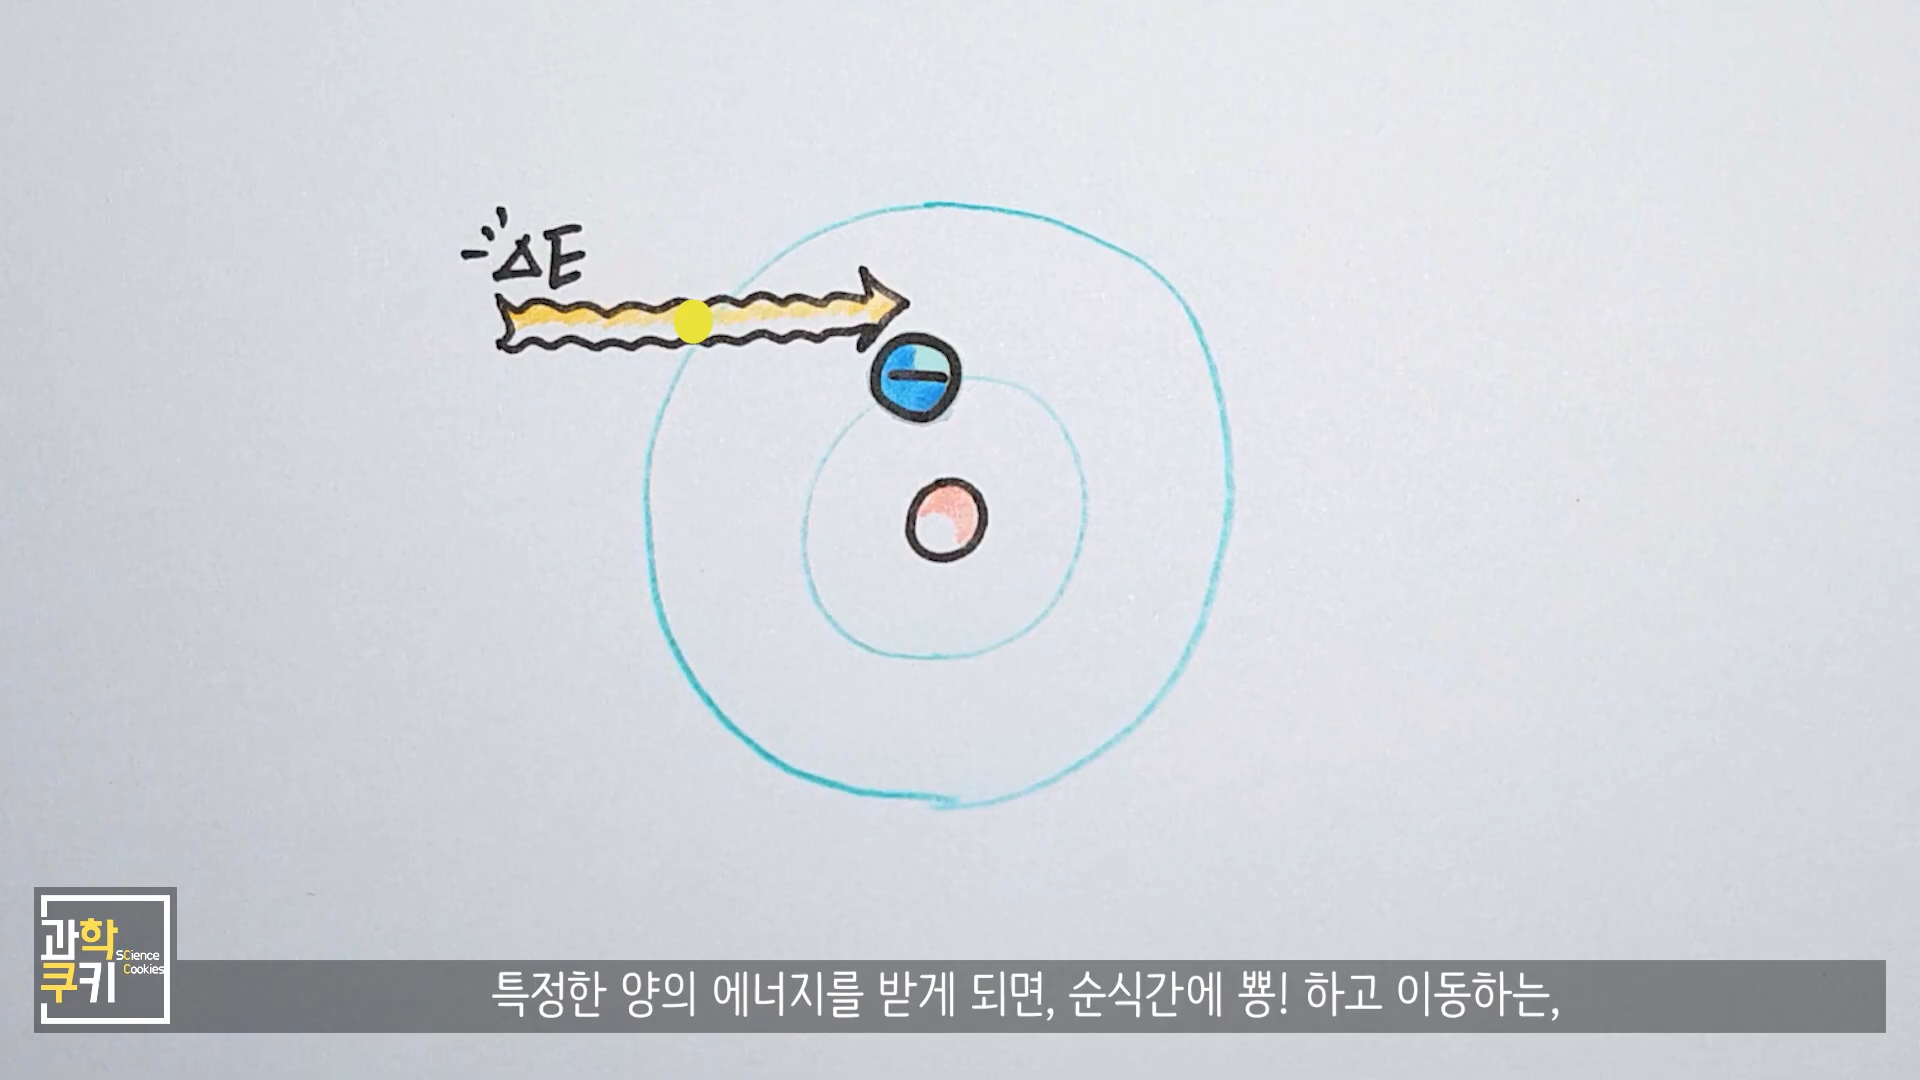 ΔE
과학
쿠키
SCience
Cookies
특정한 양의 에너지를 받게 되면, 순식간에 뿅! 하고 이동하는,